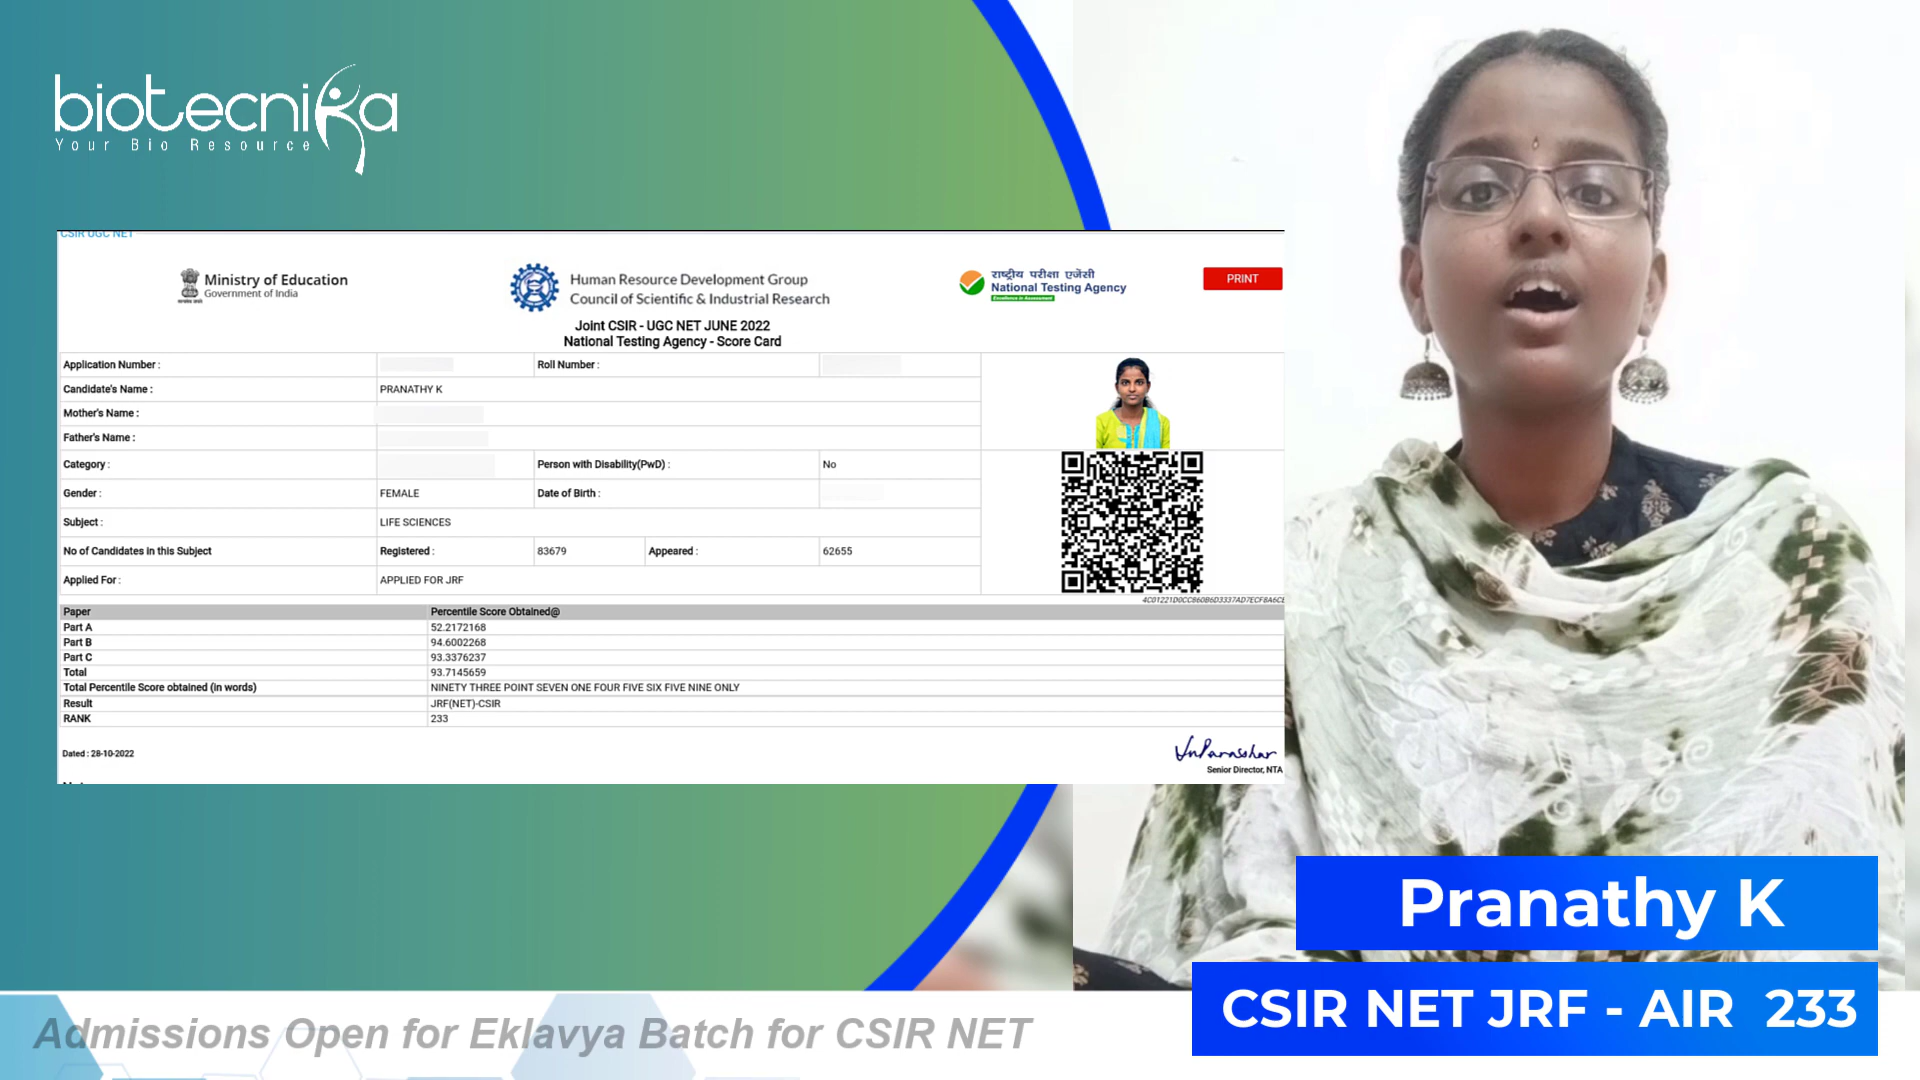 biotecnika
Your Bio Resource
CSIR UGC NET
Ministry of Education
Government of India
Human Resource Development Group
Council of Scientific & Industrial Research
राष्ट्रीय परीक्षा एजेंसी
National Testing Agency
Excellence in Assessment
PRINT
Joint CSIR - UGC NET JUNE 2022
National Testing Agency - Score Card
Application Number : Roll Number :
Candidate's Name : PRANATHY K
Mother's Name :
Father's Name :
Category : Person with Disability(PwD) : No
Gender : FEMALE Date of Birth :
Subject : LIFE SCIENCES
No of Candidates in this Subject Registered : 83679 Appeared : 62655
Applied For : APPLIED FOR JRF
Paper Percentile Score Obtained@
Part A 52.2172168
Part B 94.6002268
Part C 93.3376237
Total 93.7145659
Total Percentile Score obtained (in words) NINETY THREE POINT SEVEN ONE FOUR FIVE SIX FIVE NINE ONLY
Result JRF(NET)-CSIR
RANK 233
Dated : 28-10-2022
Senior Director, NTA
Pranathy K
CSIR NET JRF - AIR 233
Admissions Open for Eklavya Batch for CSIR NET